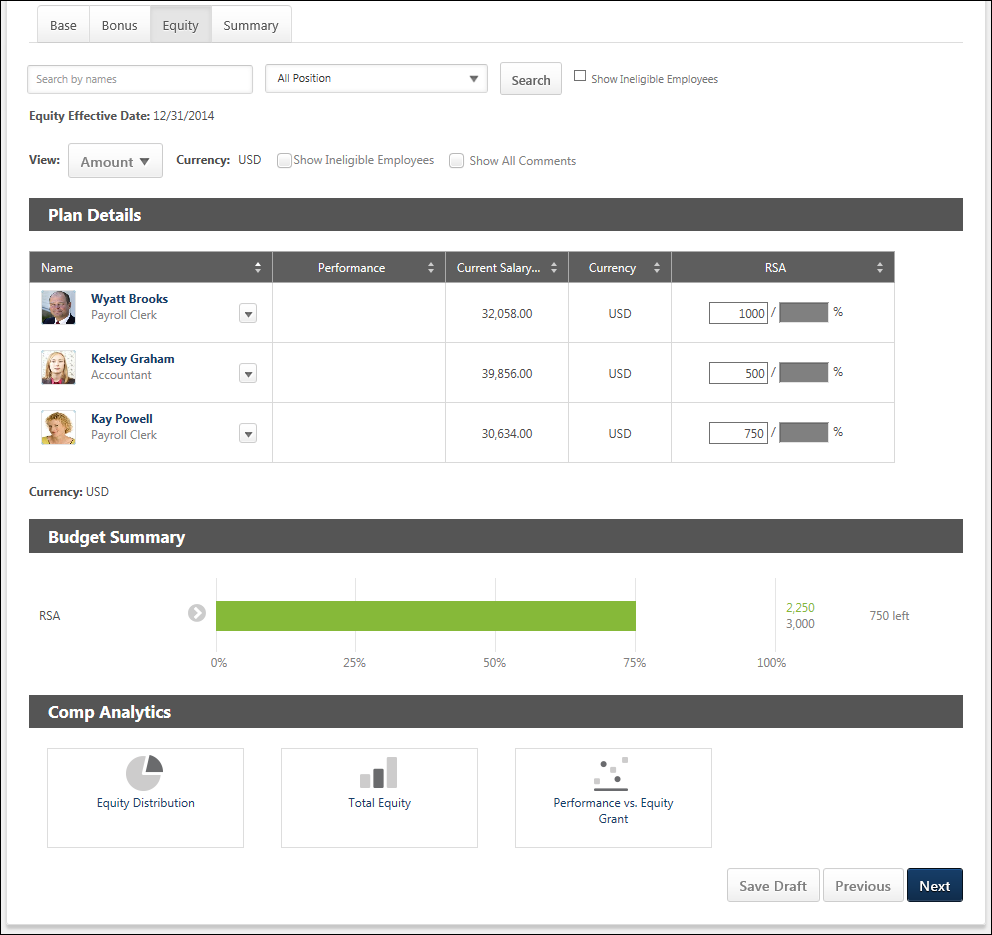 Base Bonus Equity Summary
Search by names All Position Search Show Ineligible Employees
Equity Effective Date: 12/31/2014
View: Amount Currency: USD Show Ineligible Employees Show All Comments
Plan Details
Name Performance Current Salary... Currency RSA
Wyatt Brooks
Payroll Clerk
32,058.00 USD 1000 / %
Kelsey Graham
Accountant
39,856.00 USD 500 / %
Kay Powell
Payroll Clerk
30,634.00 USD 750 / %
Currency: USD
Budget Summary
RSA
2,250
3,000
750 left
0% 25% 50% 75% 100%
Comp Analytics
Equity Distribution
Total Equity
Performance vs. Equity
Grant
Save Draft Previous Next